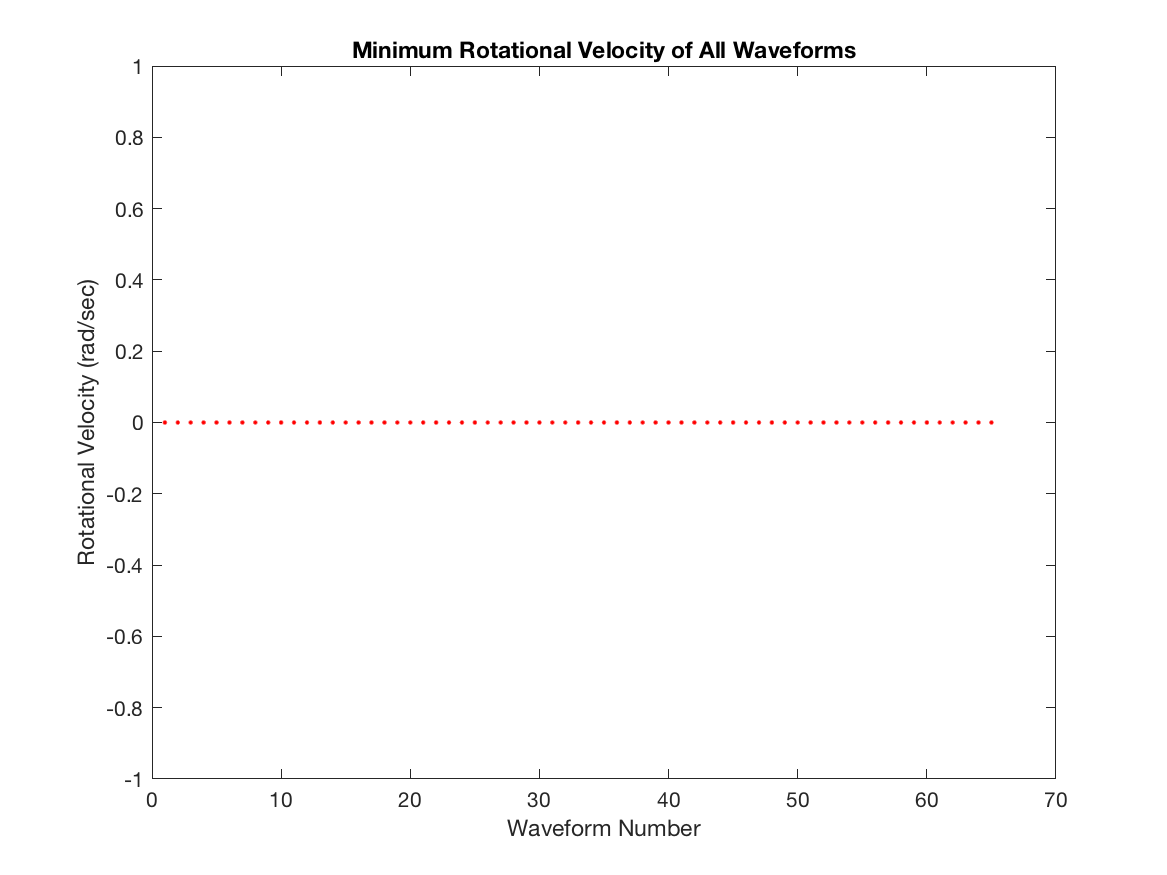 Minimum Rotational Velocity of All Waveforms
1
0.8
0.6
0.4
0.2
0
-0.2
-0.4
-0.6
-0.8
-1
Rotational Velocity (rad/sec)
0 10 20 30 40 50 60 70
Waveform Number